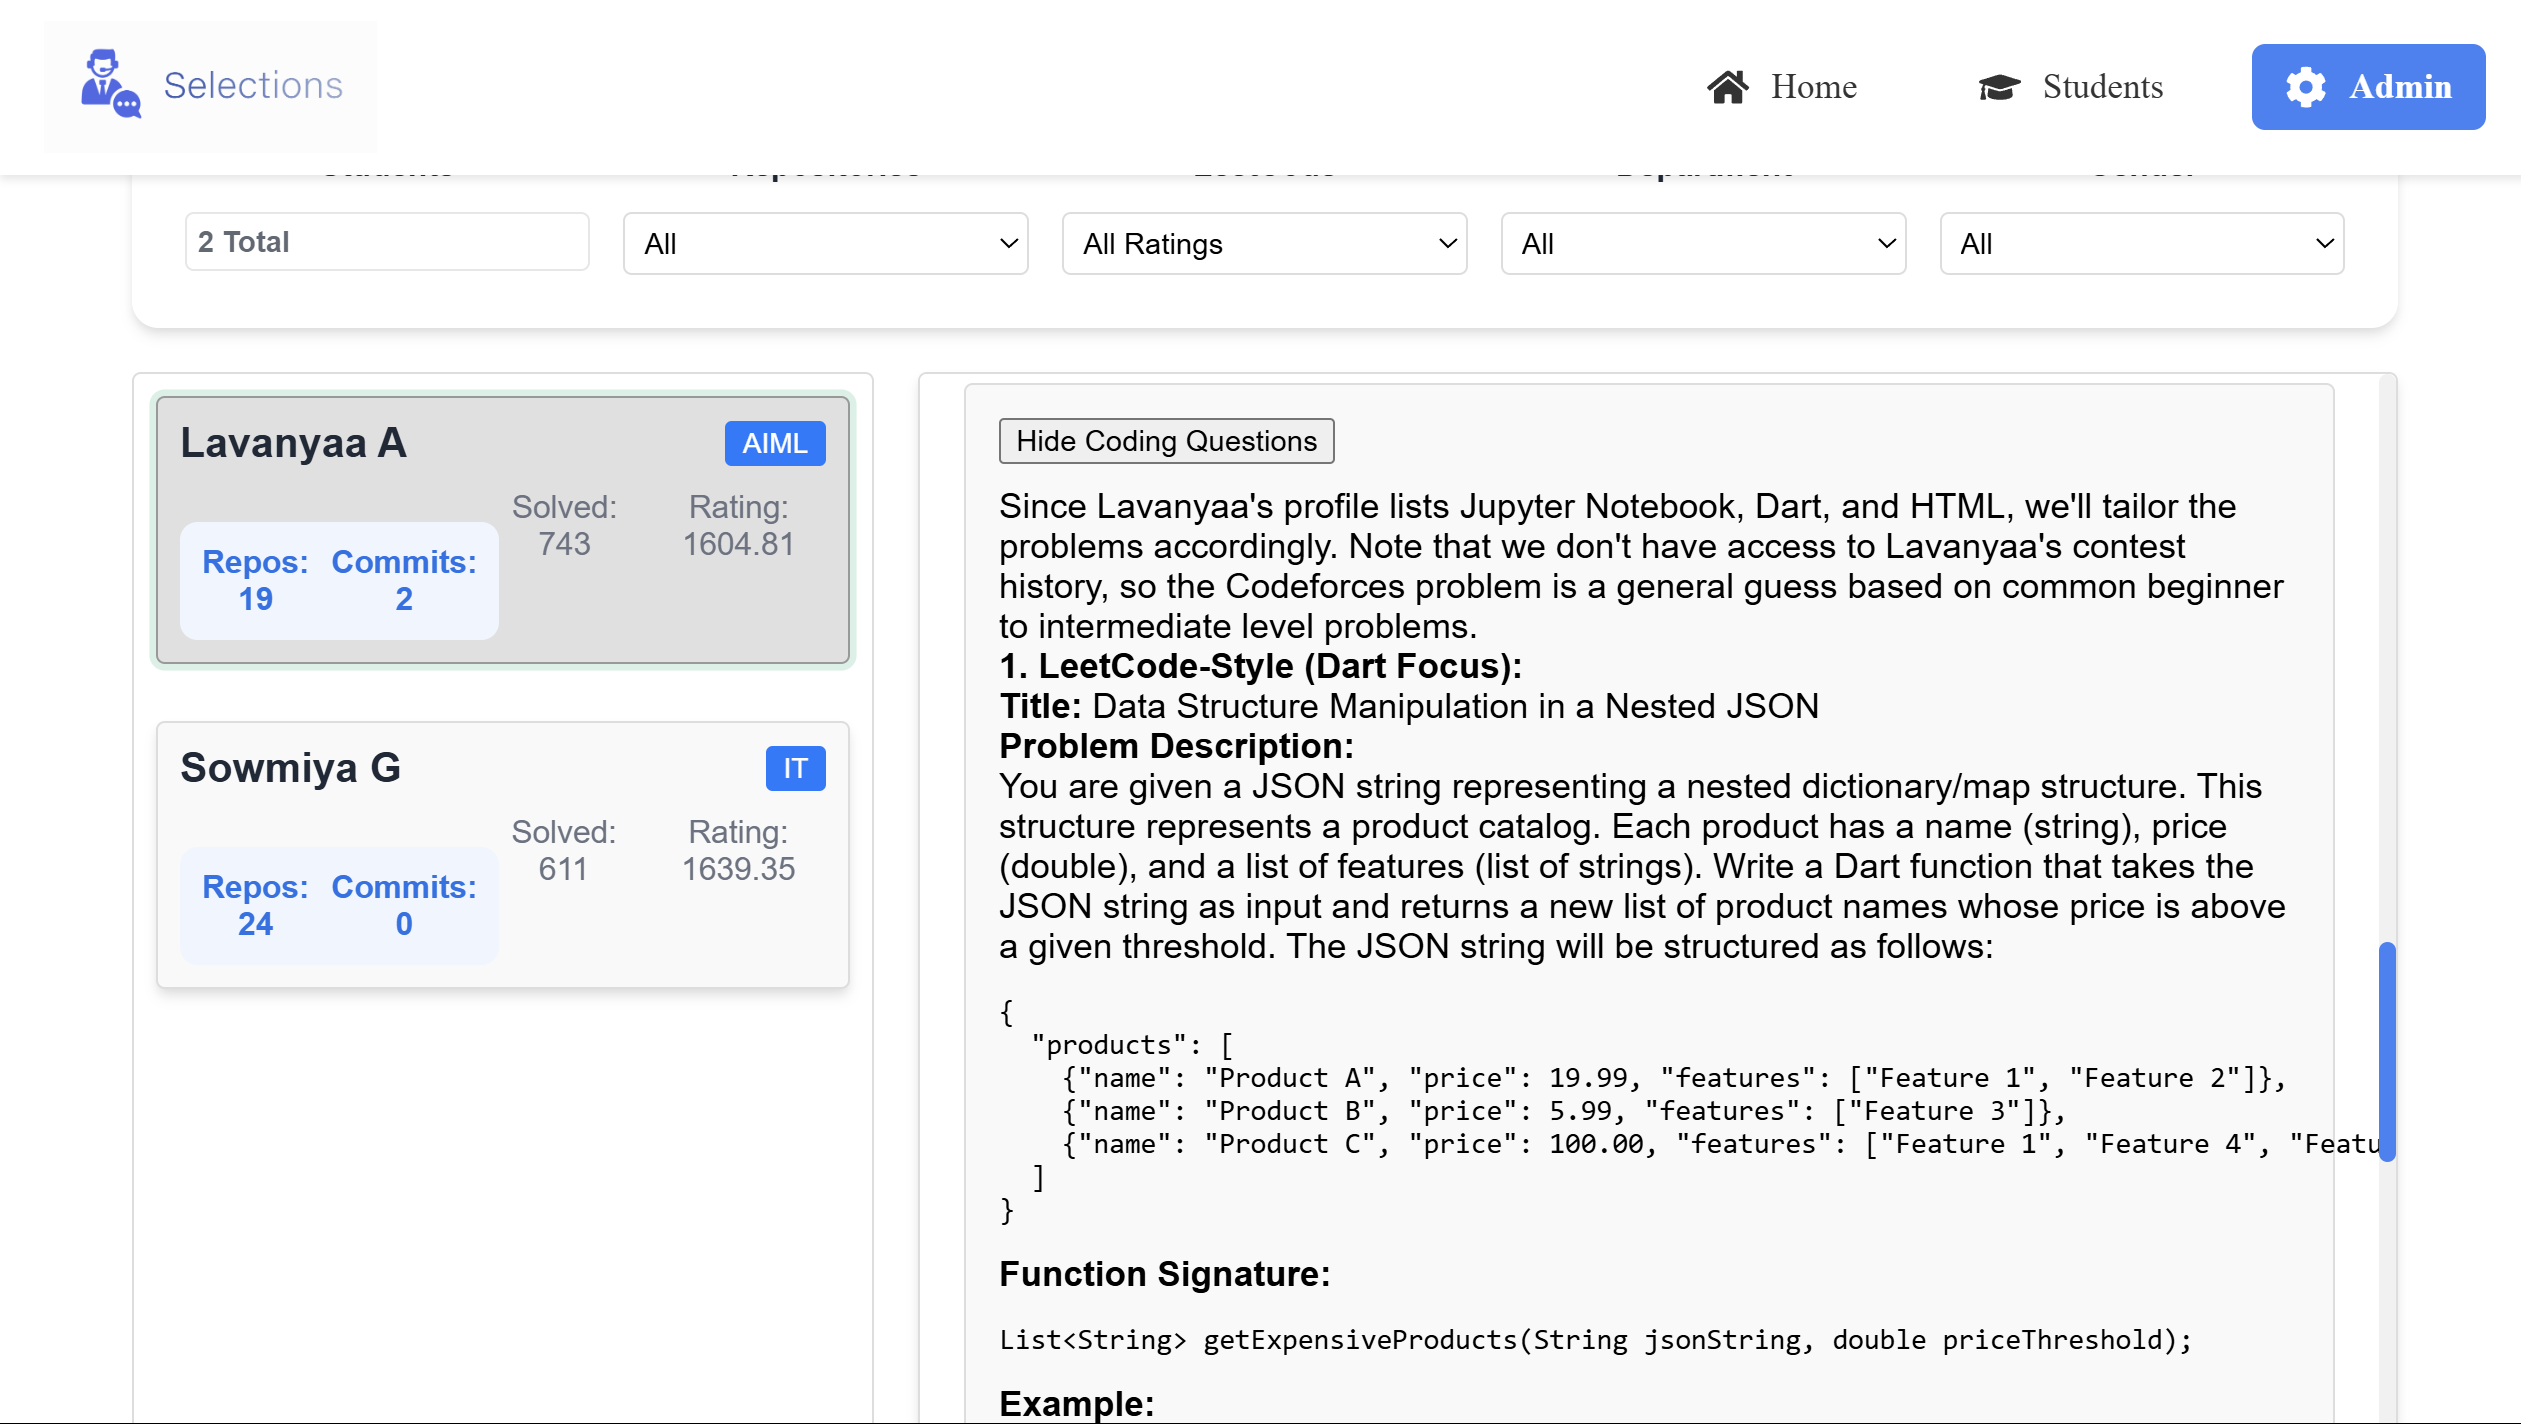 Selections
Home
Students
Admin
2 Total
All
All Ratings
All
All
Lavanyaa A
AIML
Solved:
743
Rating:
1604.81
Repos:
19
Commits:
2
Sowmiya G
IT
Solved:
611
Rating:
1639.35
Repos:
24
Commits:
0
Hide Coding Questions
Since Lavanyaa's profile lists Jupyter Notebook, Dart, and HTML, we'll tailor the
problems accordingly. Note that we don't have access to Lavanyaa's contest
history, so the Codeforces problem is a general guess based on common beginner
to intermediate level problems.
1. LeetCode-Style (Dart Focus):
Title: Data Structure Manipulation in a Nested JSON
Problem Description:
You are given a JSON string representing a nested dictionary/map structure. This
structure represents a product catalog. Each product has a name (string), price
(double), and a list of features (list of strings). Write a Dart function that takes the
JSON string as input and returns a new list of product names whose price is above
a given threshold. The JSON string will be structured as follows:
{
  "products": [
    {"name": "Product A", "price": 19.99, "features": ["Feature 1", "Feature 2"]},
    {"name": "Product B", "price": 5.99, "features": ["Feature 3"]},
    {"name": "Product C", "price": 100.00, "features": ["Feature 1", "Feature 4", "Featu
  ]
}
Function Signature:
List<String> getExpensiveProducts(String jsonString, double priceThreshold);
Example: